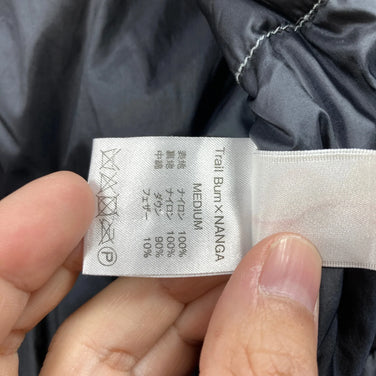 Trail Bum×NANGA
MEDIUM
表地 ナイロン 100%
裏地 ナイロン 100%
中綿 ダウン 90%
フェザー 10%
P